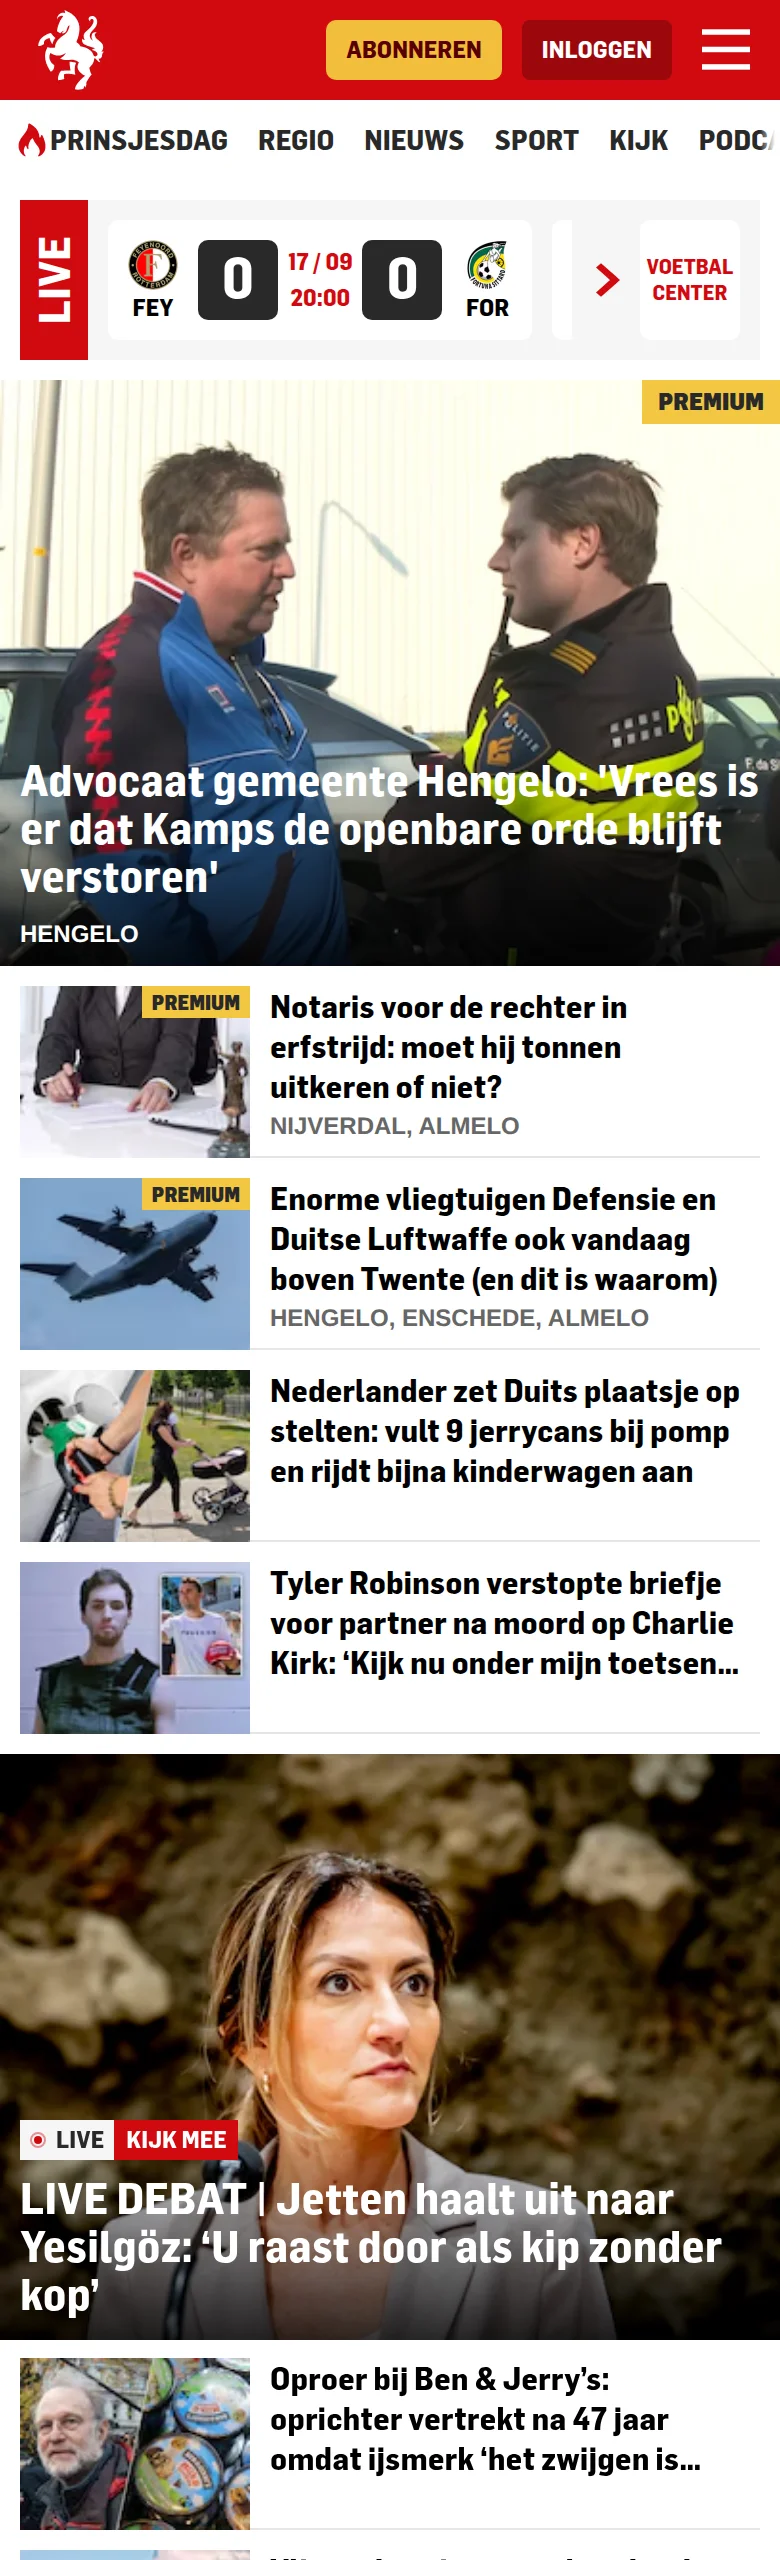 ABONNEREN
INLOGGEN
PRINSJESDAG REGIO NIEUWS SPORT KIJK
LIVE
FEY
0
17 / 09
20:00
0
FOR
VOETBAL
CENTER
PREMIUM
POLITIE
Advocaat gemeente Hengelo: 'Vrees is
er dat Kamps de openbare orde blijft
verstoren'
HENGELO
PREMIUM
Notaris voor de rechter in
erfstrijd: moet hij tonnen
uitkeren of niet?
NIJVERDAL, ALMELO
PREMIUM
Enorme vliegtuigen Defensie en
Duitse Luftwaffe ook vandaag
boven Twente (en dit is waarom)
HENGELO, ENSCHEDE, ALMELO
Nederlander zet Duits plaatsje op
stelten: vult 9 jerrycans bij pomp
en rijdt bijna kinderwagen aan
Tyler Robinson verstopte briefje
voor partner na moord op Charlie
Kirk: ‘Kijk nu onder mijn toetsen...
LIVE KIJK MEE
LIVE DEBAT | Jetten haalt uit naar
Yesilgöz: ‘U raast door als kip zonder
kop’
Oproer bij Ben & Jerry’s:
oprichter vertrekt na 47 jaar
omdat ijsmerk ‘het zwijgen is...